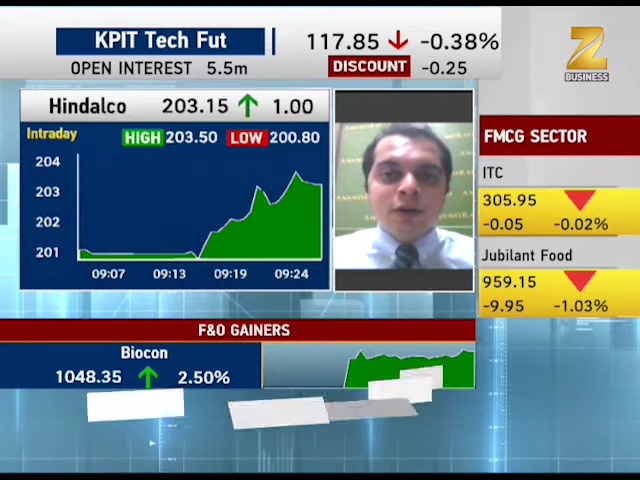 KPIT Tech Fut
117.85 -0.38%
OPEN INTEREST 5.5m
DISCOUNT -0.25
Z
BUSINESS
Hindalco 203.15 1.00
Intraday HIGH 203.50 LOW 200.80
204
203
202
201
09:07 09:13 09:19 09:24
FMCG SECTOR
ITC
305.95
-0.05 -0.02%
Jubilant Food
959.15
-9.95 -1.03%
F&O GAINERS
Biocon
1048.35 2.50%